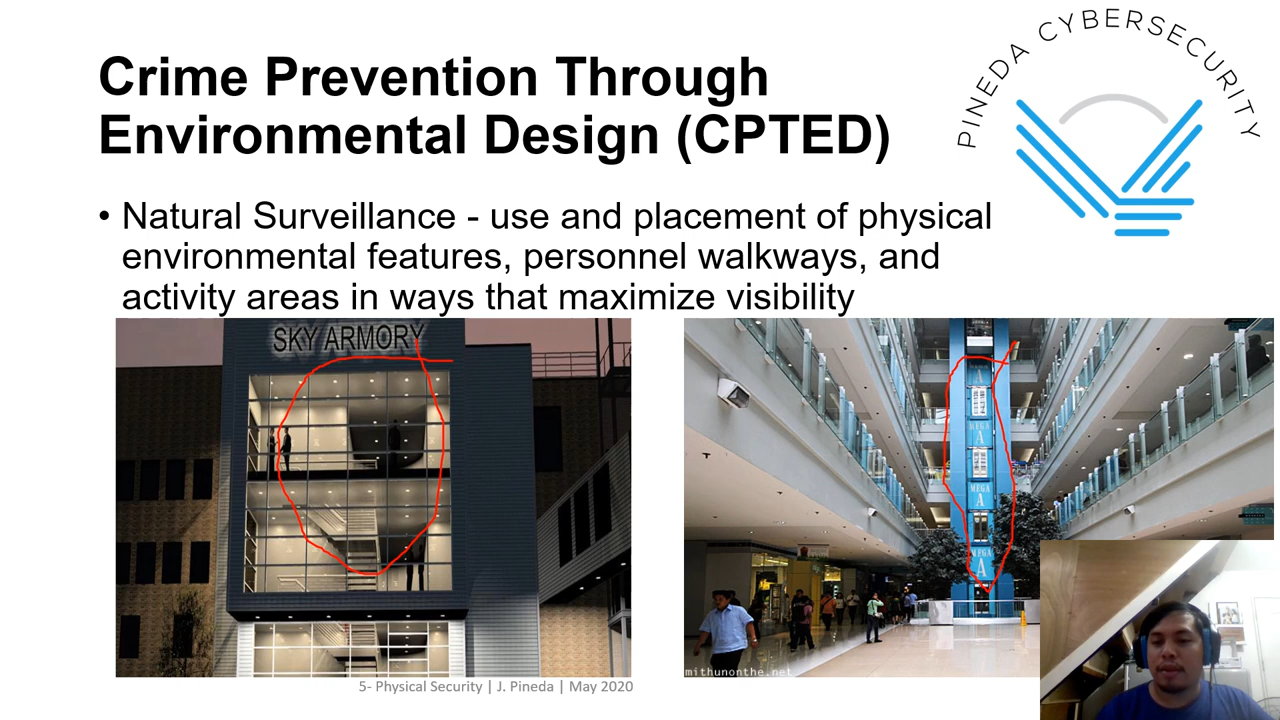 PINEDA CYBERSECURITY
Crime Prevention Through
Environmental Design (CPTED)
• Natural Surveillance - use and placement of physical
environmental features, personnel walkways, and
activity areas in ways that maximize visibility
SKY ARMORY
MEGA
A
MEGA
A
MEGA
A
mithunonthe.net
5- Physical Security | J. Pineda | May 2020